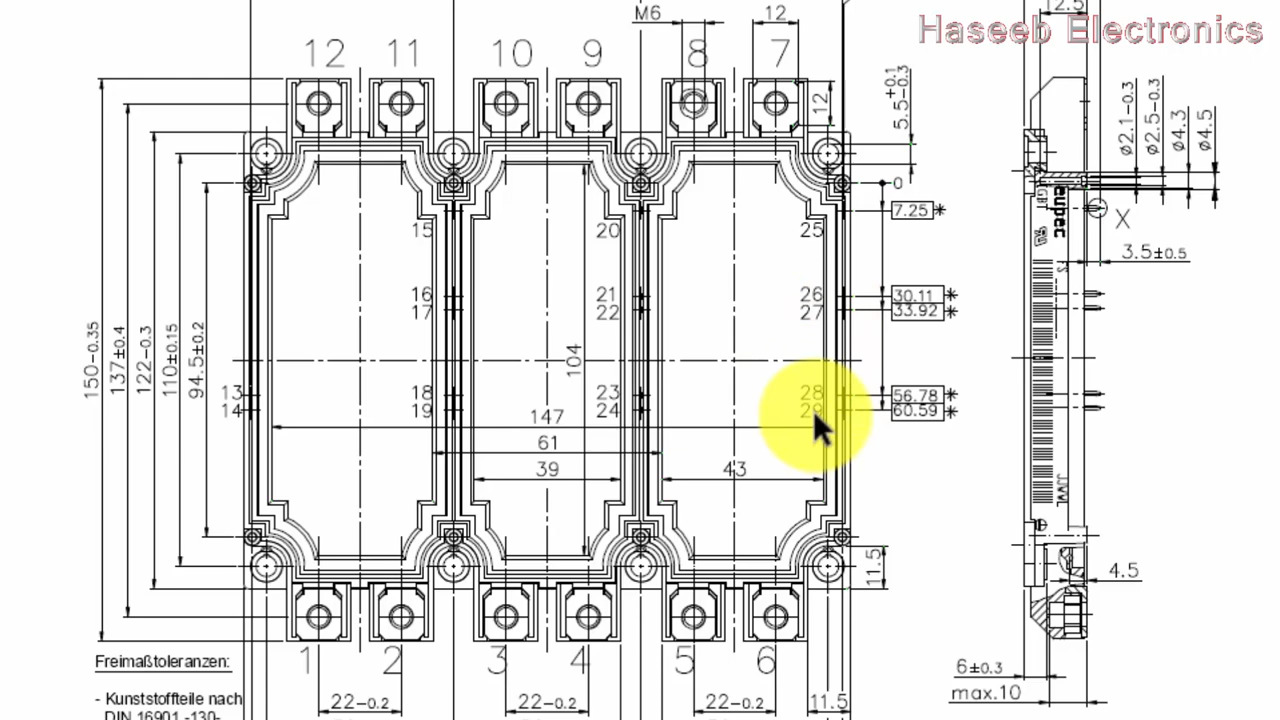 Haseeb Electronics
12.5
M6
12
12 11 10 9 8 7
12
5.5+0.1-0.3
ø2.1-0.3
ø2.5-0.3
ø4.3
ø4.5
0
7.25*
15 20 25
X
3.5±0.5
eupec
16 21 26 30.11*
17 22 27 33.92*
150-0.35
137±0.4
122-0.3
110±0.15
94.5±0.2
104
13 18 23 28 56.78*
14 19 24 29 60.59*
147
61
39 43
11.5
4.5
1 2 3 4 5 6
Freimaßtoleranzen:
6±0.3
max.10
- Kunststoffteile nach
DIN 16901 -130-
22-0.2 22-0.2 22-0.2 11.5